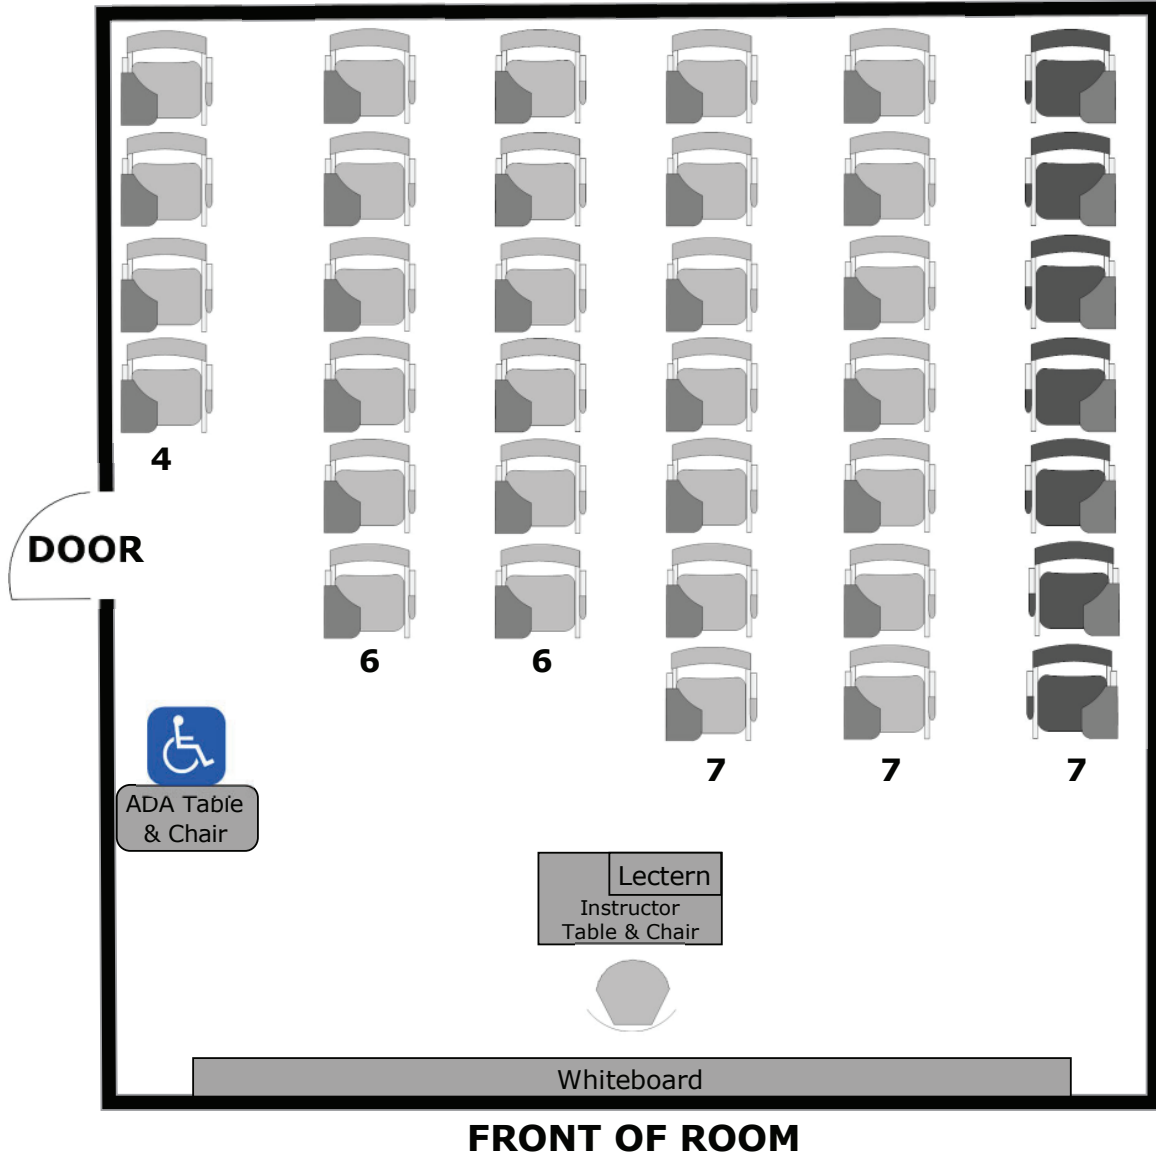 4
DOOR
6
6
7
7
7
ADA Table
& Chair
Lectern
Instructor
Table & Chair
Whiteboard
FRONT OF ROOM